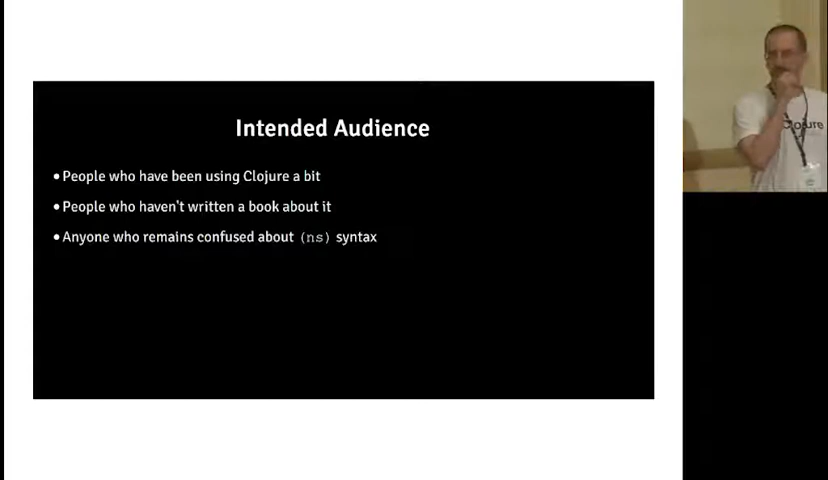 Intended Audience
•People who have been using Clojure a bit
•People who haven't written a book about it
•Anyone who remains confused about (ns) syntax
Clojure